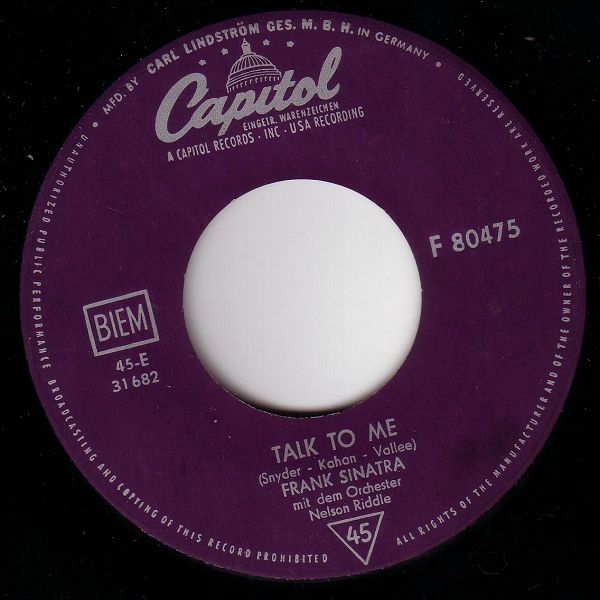 MFD. BY CARL LINDSTRÖM GES. M. B. H. IN GERMANY
Capitol
EINGETR. WARENZEICHEN
A CAPITOL RECORDS · INC · USA RECORDING
F 80475
BIEM
45-E
31682
TALK TO ME
(Snyder - Kahan - Vallee)
FRANK SINATRA
mit dem Orchester
Nelson Riddle
45
ALL RIGHTS OF THE MANUFACTURER AND OF THE OWNER OF THE RECORDED WORK ARE RESERVED
UNAUTHORIZED PUBLIC PERFORMANCE BROADCASTING AND COPYING OF THIS RECORD PROHIBITED